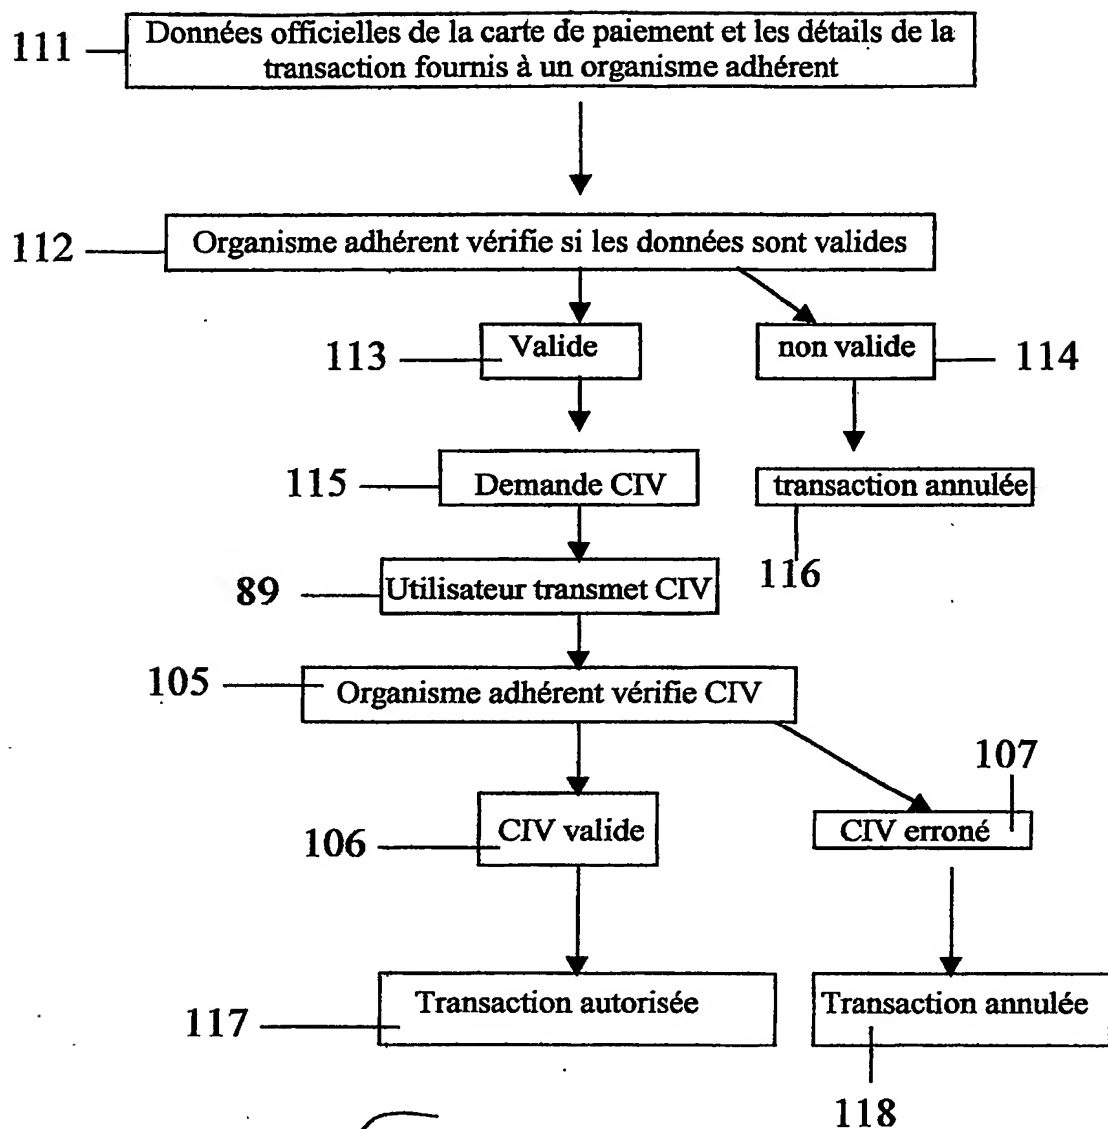 111
Données officielles de la carte de paiement et les détails de la
transaction fournis à un organisme adhérent
112
Organisme adhérent vérifie si les données sont valides
113
Valide
non valide
114
115
Demande CIV
transaction annulée
116
89
Utilisateur transmet CIV
105
Organisme adhérent vérifie CIV
107
106
CIV valide
CIV erroné
117
Transaction autorisée
Transaction annulée
118